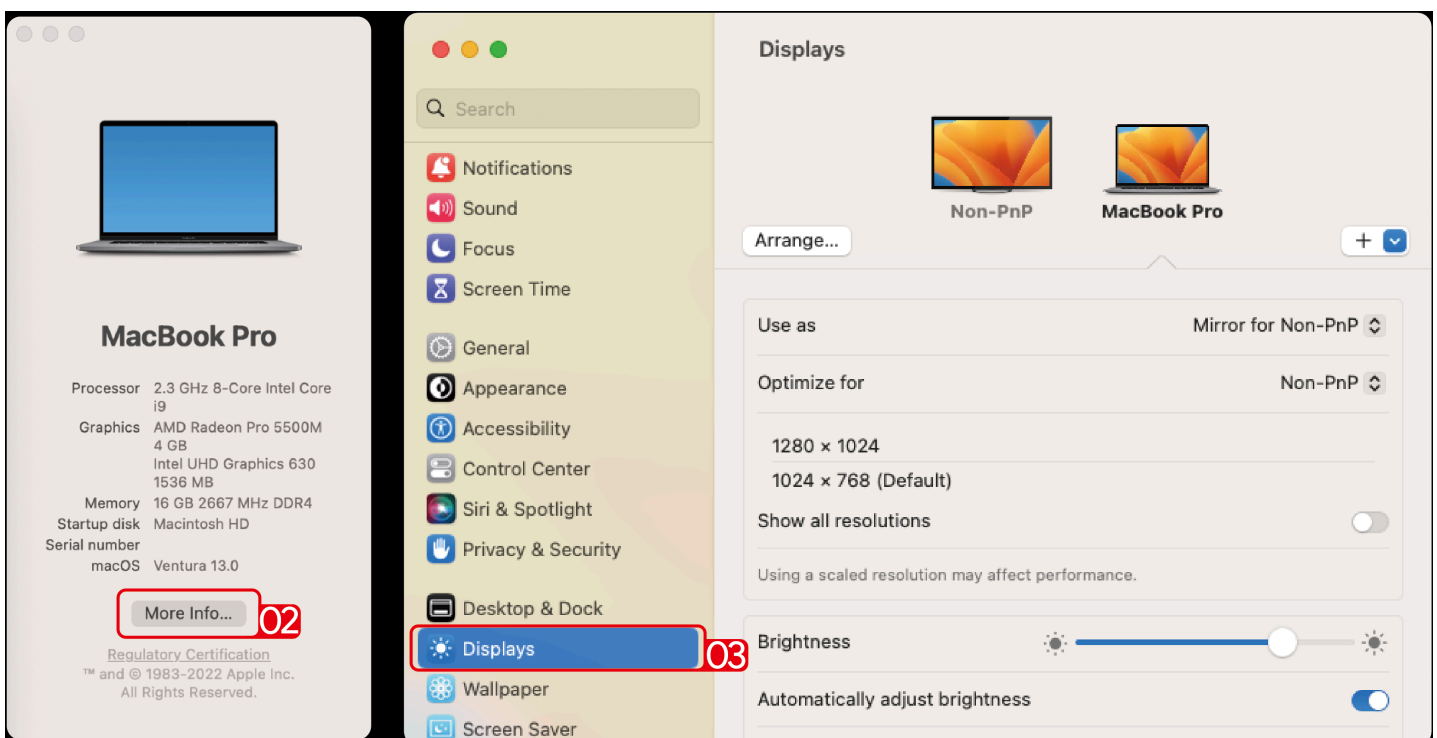 MacBook Pro
Processor 2.3 GHz 8-Core Intel Core
i9
Graphics AMD Radeon Pro 5500M
4 GB
Intel UHD Graphics 630
1536 MB
Memory 16 GB 2667 MHz DDR4
Startup disk Macintosh HD
Serial number
macOS Ventura 13.0
More Info...
02
Regulatory Certification
™ and © 1983-2022 Apple Inc.
All Rights Reserved.
Search
Notifications
Sound
Focus
Screen Time
General
Appearance
Accessibility
Control Center
Siri & Spotlight
Privacy & Security
Desktop & Dock
Displays
03
Wallpaper
Screen Saver
Displays
Non-PnP
MacBook Pro
Arrange...
+
Use as Mirror for Non-PnP
Optimize for Non-PnP
1280 × 1024
1024 × 768 (Default)
Show all resolutions
Using a scaled resolution may affect performance.
Brightness
Automatically adjust brightness